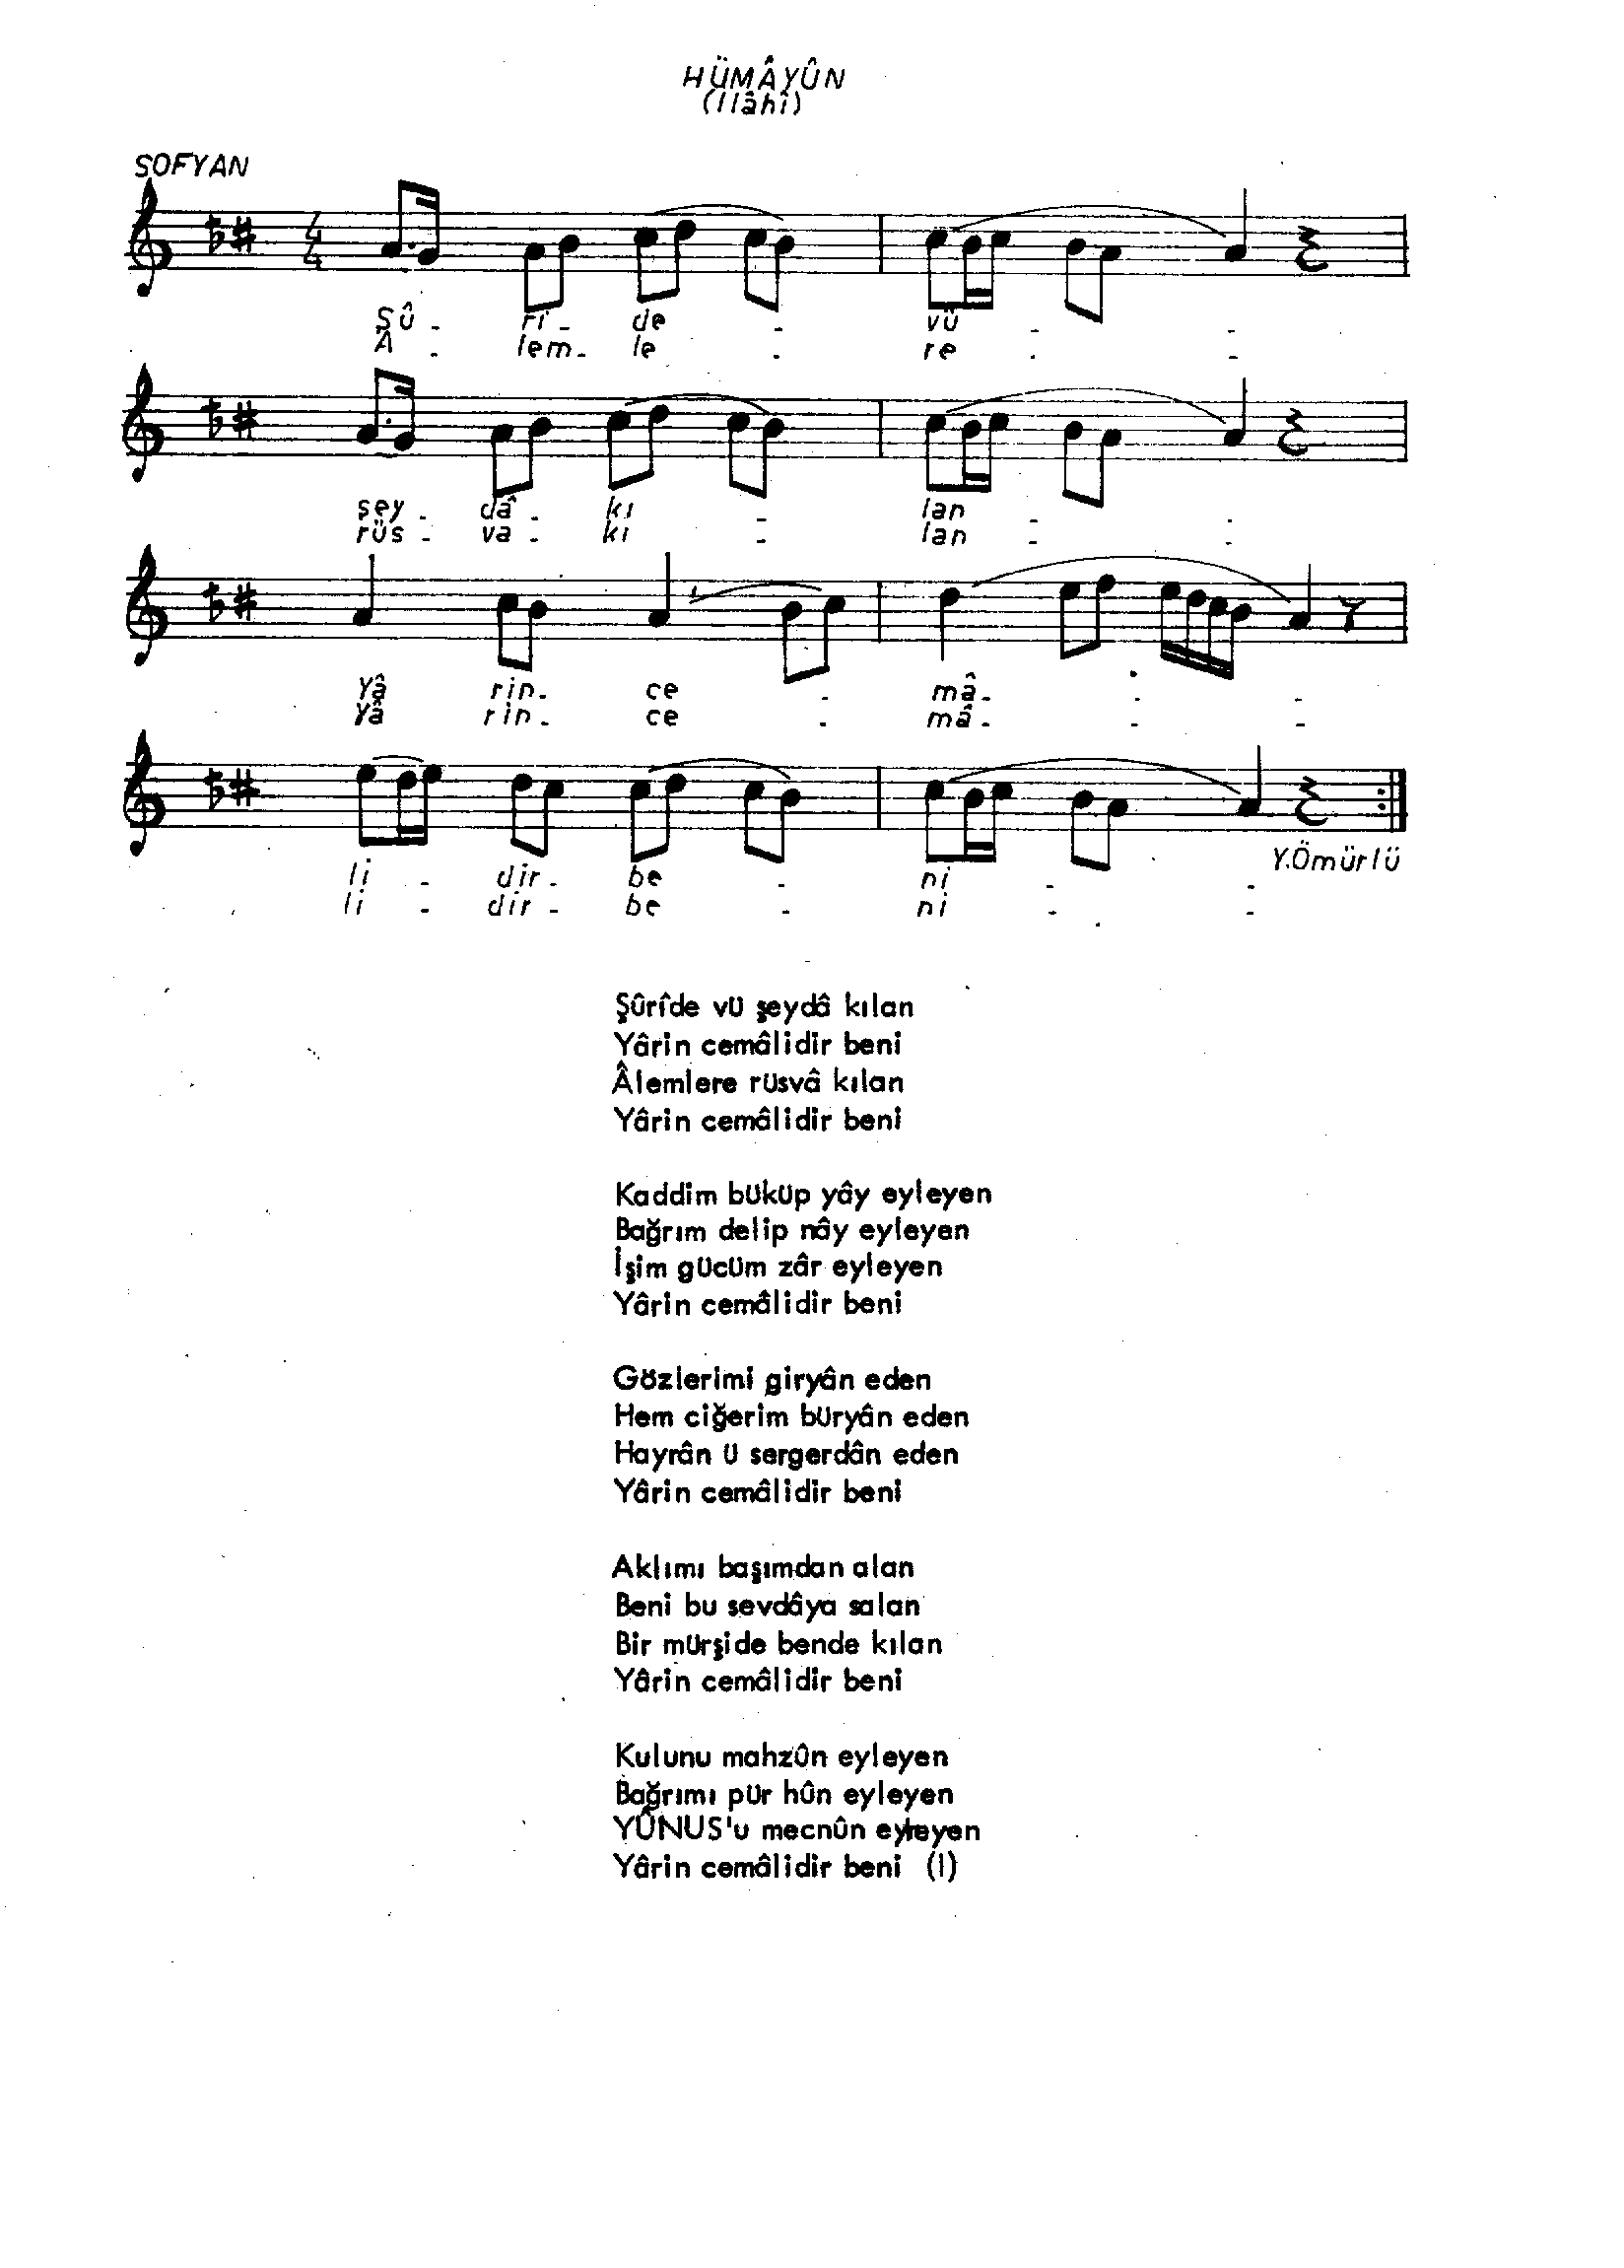 HÜMÂYÛN
(İlâhî)
SOFYAN
4
4
Şû - ri - de - vü - -
Â - lem - le - re - -
şey - dâ - kı - lan - -
rüs - va - kı - lan - -
Yâ rin - ce - mâ - - -
Yâ rin - ce - mâ - - -
Y.Ömürlü
li - dir - be - ni - -
li - dir - be - ni - -
Şûrîde vü şeydâ kılan
Yârin cemâlidir beni
Âlemlere rüsvâ kılan
Yârin cemâlidir beni
Kaddim büküp yây eyleyen
Bağrım delip nây eyleyen
İşim gücüm zâr eyleyen
Yârin cemâlidir beni
Gözlerimi giryân eden
Hem ciğerim büryân eden
Hayrân ü sergerdân eden
Yârin cemâlidir beni
Aklımı başımdan alan
Beni bu sevdâya salan
Bir mürşide bende kılan
Yârin cemâlidir beni
Kulunu mahzûn eyleyen
Bağrımı pür hûn eyleyen
YÛNUS'u mecnûn eyleyen
Yârin cemâlidir beni (1)